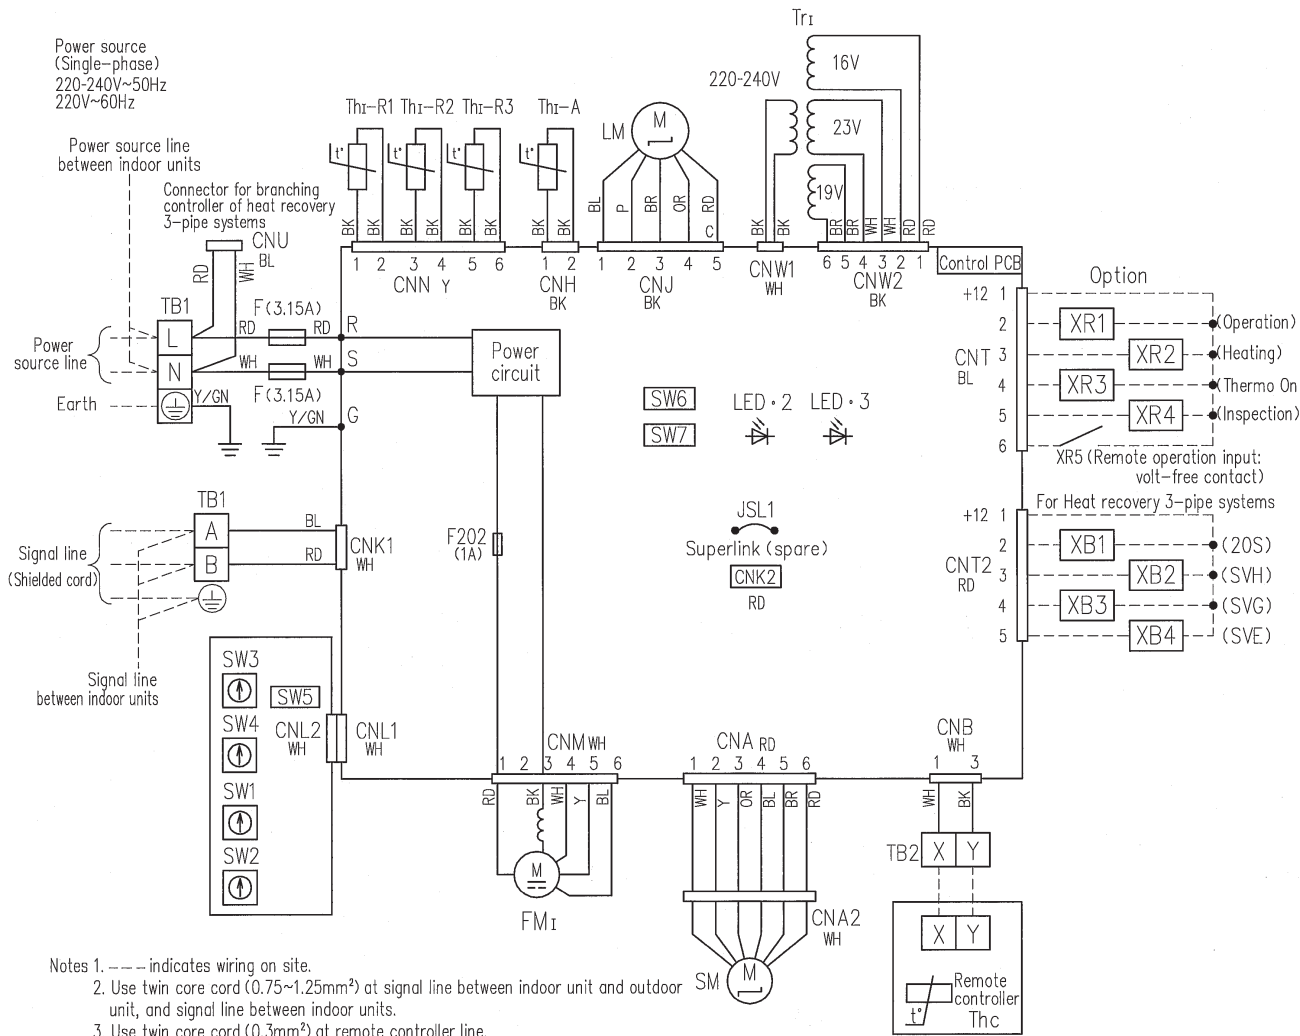 Power source
(Single-phase)
220-240V~50Hz
220V~60Hz
Power source line
between indoor units
Connector for branching
controller of heat recovery
3-pipe systems
CNU
BL
RD
WH
TB1
L
N
Y/GN
Power
source line
Earth
F(3.15A)
RD
RD
WH
WH
F(3.15A)
Y/GN
R
S
G
ThI-R1
ThI-R2
ThI-R3
ThI-A
t°
t°
t°
t°
BK
BK
BK
BK
BK
BK
BK
BK
1 2 3 4 5 6
CNN Y
1 2
CNH
BK
LM
M
BL
P
BR
OR
RD
C
1 2 3 4 5
CNJ
BK
TrI
220-240V
16V
23V
19V
BK
BK
CNW1
WH
BR
BR
WH
WH
RD
RD
6 5 4 3 2 1
CNW2
BK
Control PCB
Option
+12 1
2
3
4
5
6
CNT
BL
XR1
XR2
XR3
XR4
(Operation)
(Heating)
(Thermo On
(Inspection)
XR5 (Remote operation input:
volt-free contact)
For Heat recovery 3-pipe systems
+12 1
2
3
4
5
CNT2
RD
XB1
XB2
XB3
XB4
(20S)
(SVH)
(SVG)
(SVE)
Power
circuit
SW6
SW7
LED・2
LED・3
JSL1
Superlink (spare)
CNK2
RD
F202
(1A)
TB1
A
B
BL
RD
CNK1
WH
Signal line
(Shielded cord)
Signal line
between indoor units
SW3
SW5
SW4
CNL2
WH
CNL1
WH
SW1
SW2
CNM WH
1 2 3 4 5 6
RD
BK
WH
Y
BL
M
FMI
CNA RD
1 2 3 4 5 6
WH
Y
OR
BL
BR
RD
CNA2
WH
SM
M
CNB
WH
1 3
WH
BK
TB2
X
Y
X
Y
Remote
controller
t°
Thc
Notes 1. --- indicates wiring on site.
2. Use twin core cord (0.75~1.25mm²) at signal line between indoor unit and outdoor
unit, and signal line between indoor units.
3. Use twin core cord (0.3mm²) at remote controller line.